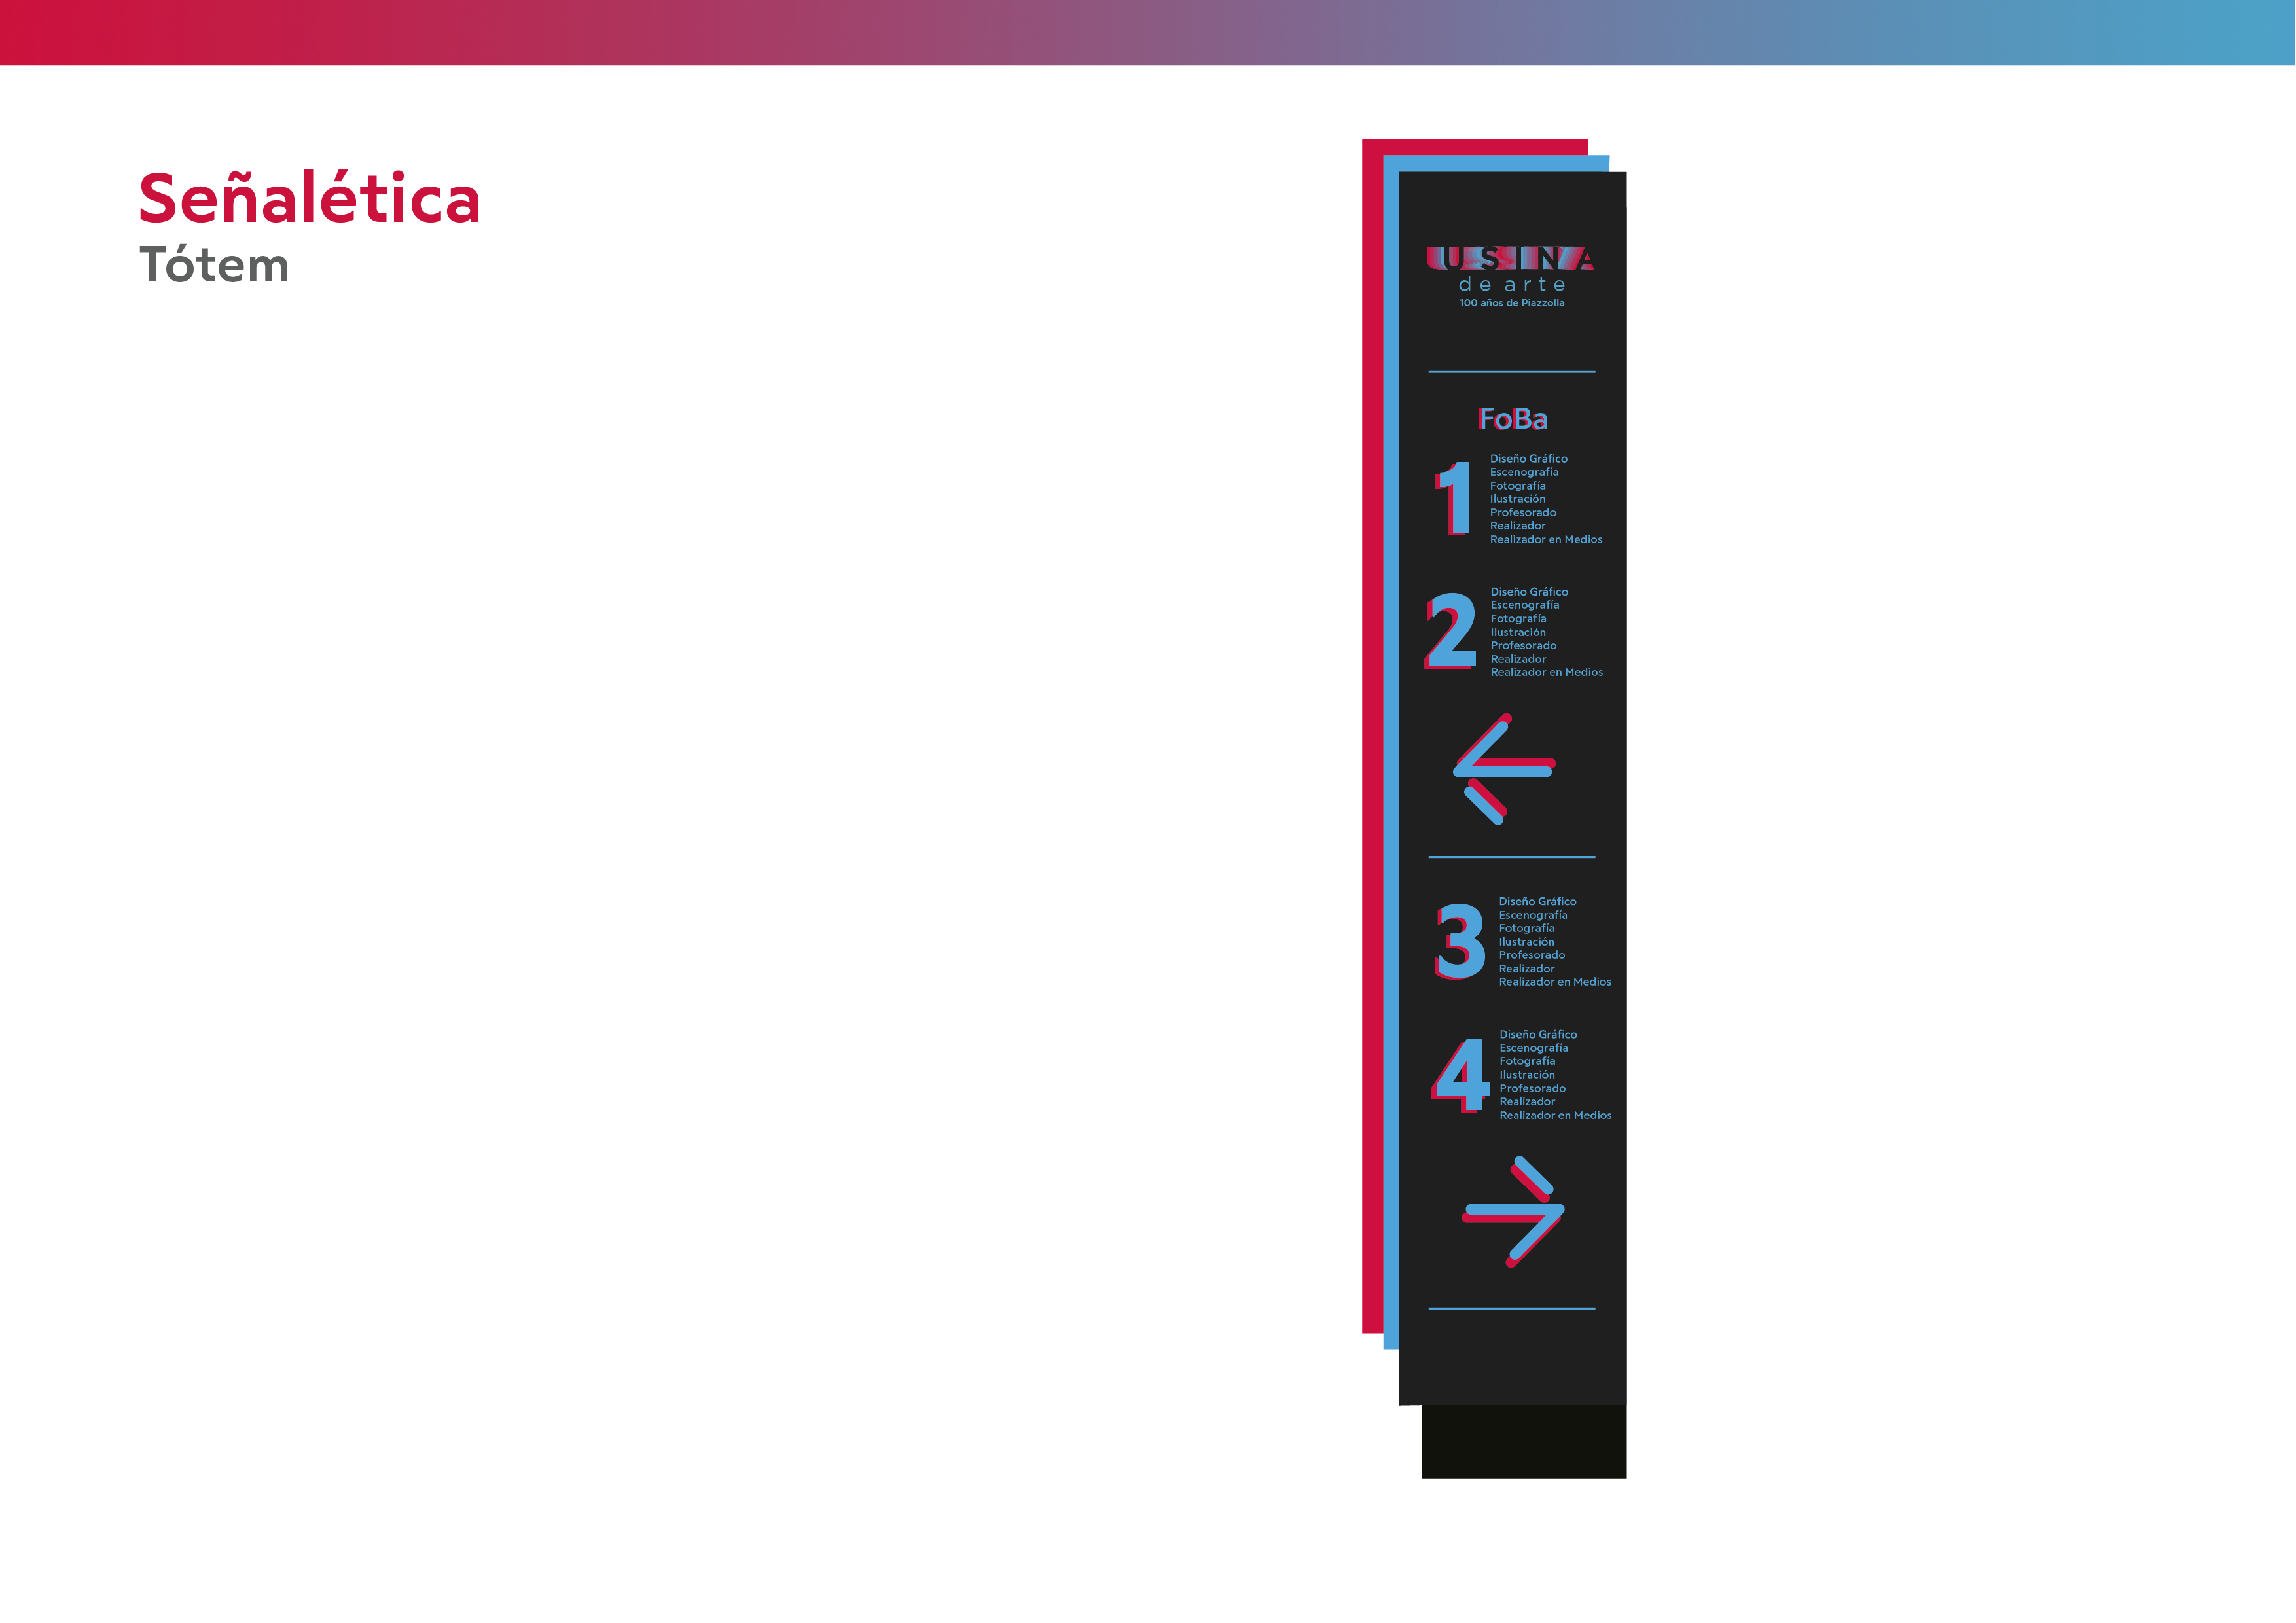 Señalética
Tótem
USINA
de arte
100 años de Piazzolla
FoBa
1
Diseño Gráfico
Escenografía
Fotografía
Ilustración
Profesorado
Realizador
Realizador en Medios
2
Diseño Gráfico
Escenografía
Fotografía
Ilustración
Profesorado
Realizador
Realizador en Medios
3
Diseño Gráfico
Escenografía
Fotografía
Ilustración
Profesorado
Realizador
Realizador en Medios
4
Diseño Gráfico
Escenografía
Fotografía
Ilustración
Profesorado
Realizador
Realizador en Medios